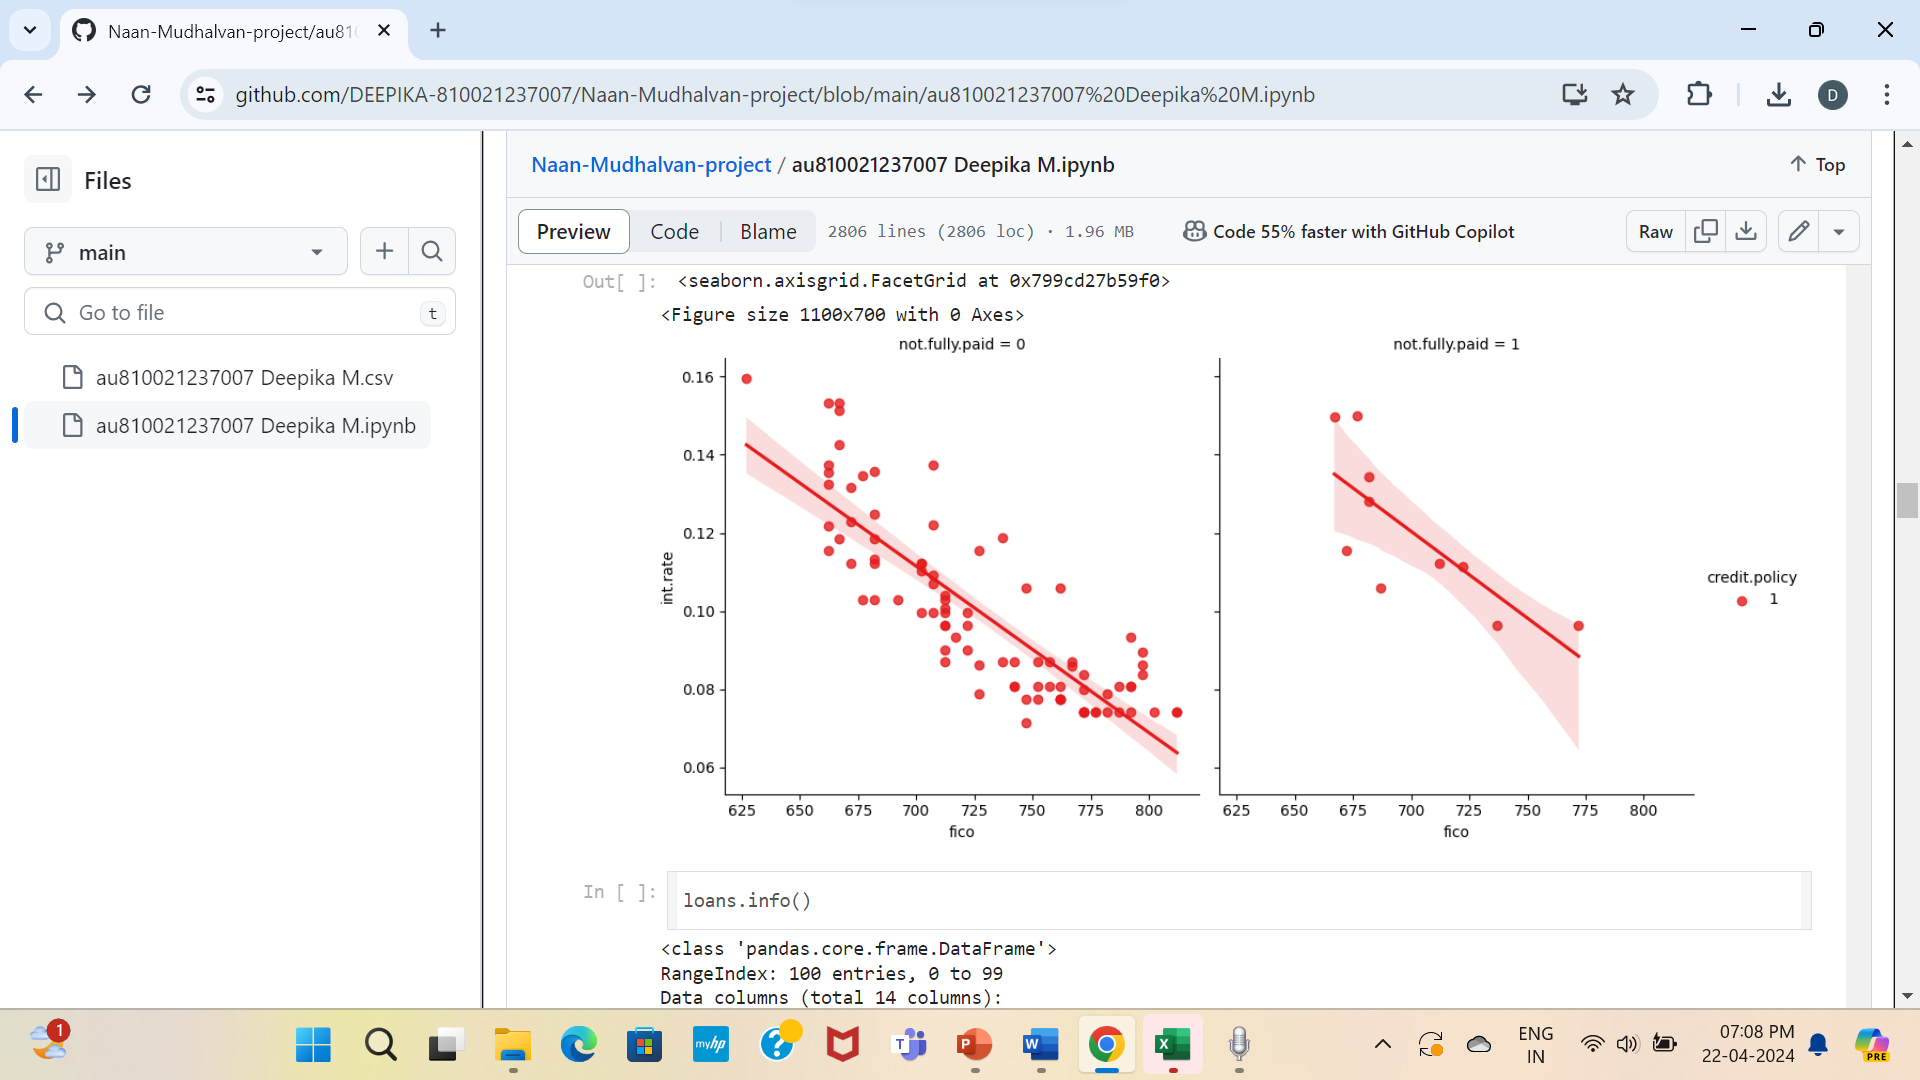 Naan-Mudhalvan-project/au810
github.com/DEEPIKA-810021237007/Naan-Mudhalvan-project/blob/main/au810021237007%20Deepika%20M.ipynb
D
Files
main
Go to file
t
au810021237007 Deepika M.csv
au810021237007 Deepika M.ipynb
Naan-Mudhalvan-project / au810021237007 Deepika M.ipynb
Top
Preview
Code
Blame
2806 lines (2806 loc) · 1.96 MB
Code 55% faster with GitHub Copilot
Raw
Out[ ]: <seaborn.axisgrid.FacetGrid at 0x799cd27b59f0>
<Figure size 1100x700 with 0 Axes>
not.fully.paid = 0
not.fully.paid = 1
0.16
0.14
0.12
0.10
0.08
0.06
int.rate
625 650 675 700 725 750 775 800
fico
625 650 675 700 725 750 775 800
fico
credit.policy
1
In [ ]: loans.info()
<class 'pandas.core.frame.DataFrame'>
RangeIndex: 100 entries, 0 to 99
Data columns (total 14 columns):
1
myhp
?
T
P
W
X
ENG
IN
07:08 PM
22-04-2024
PRE